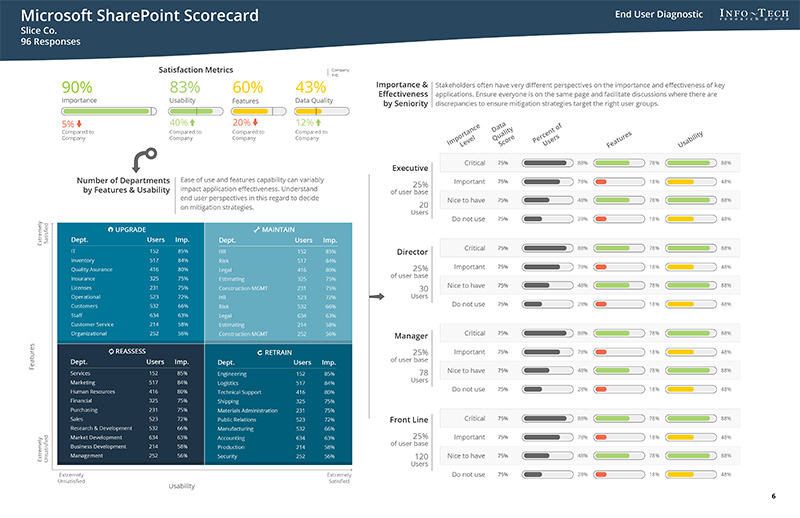 Microsoft SharePoint Scorecard
Slice Co.
96 Responses
End User Diagnostic
INFO~TECH
research group
Satisfaction Metrics
Company
90%
Importance
5%
Compared to
Company
83%
Usability
40%
Compared to
Company
60%
Features
20%
Compared to
Company
43%
Data Quality
12%
Compared to
Company
Number of Departments
by Features & Usability
Ease of use and features capability can variably
impact application effectiveness. Understand
end user perspectives in this regard to decide
on mitigation strategies.
Extremely
Satisfied
Features
Extremely
Unsatisfied
UPGRADE
Dept. Users Imp.
IT 152 85%
Inventory 517 84%
Quality Asurance 416 80%
Insurance 325 75%
Licenses 231 75%
Operational 523 72%
Customers 532 66%
Staff 634 63%
Customer Service 214 58%
Organizational 252 56%
MAINTAIN
Dept. Users Imp.
HR 152 85%
Risk 517 84%
Legal 416 80%
Estimating 325 75%
Construction MGMT 231 75%
HR 523 72%
Risk 532 66%
Legal 634 63%
Estimating 214 58%
Construction MGMT 252 56%
REASSESS
Dept. Users Imp.
Services 152 85%
Marketing 517 84%
Human Resources 416 80%
Financial 325 75%
Purchasing 231 75%
Sales 523 72%
Research & Development 532 66%
Market Development 634 63%
Business Development 214 58%
Management 252 56%
RETRAIN
Dept. Users Imp.
Engineering 152 85%
Logistics 517 84%
Technical Support 416 80%
Shipping 325 75%
Materials Administration 231 75%
Public Relations 523 72%
Manufacturing 532 66%
Accounting 634 63%
Production 214 58%
Security 252 56%
Extremely
Unsatisfied
Usability
Extremely
Satisfied
Importance &
Effectiveness
by Seniority
Stakeholders often have very different perspectives on the importance and effectiveness of key
applications. Ensure everyone is on the same page and facilitate discussions where there are
discrepancies to ensure mitigation strategies target the right user groups.
Importance
Level
Data
Quality
Score
Percent of
Users
Features
Usability
Executive
25%
of user base
20
Users
Critical 75% 88% 78% 88%
Important 75% 78% 18% 48%
Nice to have 75% 48% 78% 88%
Do not use 75% 28% 18% 48%
Director
25%
of user base
30
Users
Critical 75% 88% 78% 88%
Important 75% 78% 18% 48%
Nice to have 75% 48% 78% 88%
Do not use 75% 28% 18% 48%
Manager
25%
of user base
78
Users
Critical 75% 88% 78% 88%
Important 75% 78% 18% 48%
Nice to have 75% 48% 78% 88%
Do not use 75% 28% 18% 48%
Front Line
25%
of user base
120
Users
Critical 75% 88% 78% 88%
Important 75% 78% 18% 48%
Nice to have 75% 48% 78% 88%
Do not use 75% 28% 18% 48%
6